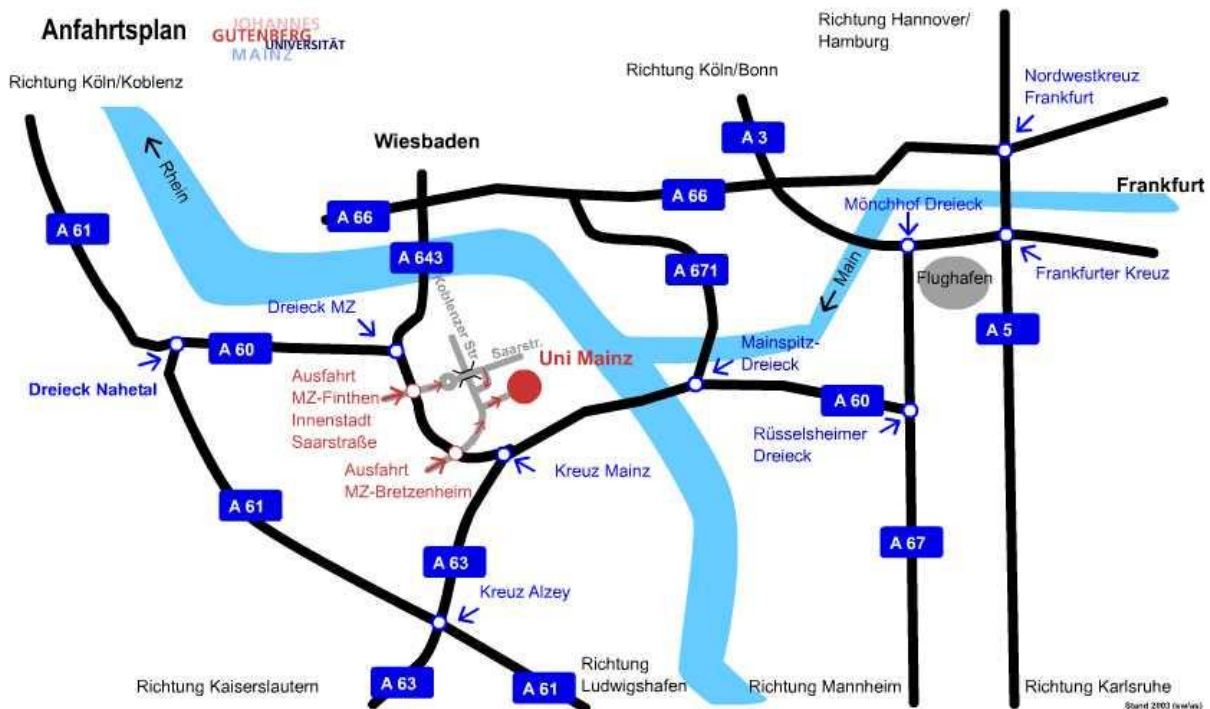 Anfahrtsplan
JOHANNES
GUTENBERG
UNIVERSITÄT
MAINZ
Richtung Hannover/
Hamburg
Richtung Köln/Koblenz
Richtung Köln/Bonn
Nordwestkreuz
Frankfurt
A 3
Wiesbaden
Rhein
Frankfurt
A 66
A 66
Mönchhof Dreieck
A 61
A 643
A 671
Main
Flughafen
Frankfurter Kreuz
Koblenzer Str.
Dreieck MZ
A 5
Saarstr.
A 60
Uni Mainz
Mainspitz-
Dreieck
Dreieck Nahetal
Ausfahrt
MZ-Finthen
Innenstadt
Saarstraße
A 60
Rüsselsheimer
Dreieck
Ausfahrt
MZ-Bretzenheim
Kreuz Mainz
A 61
A 67
A 63
Kreuz Alzey
Richtung Kaiserslautern
A 63
A 61
Richtung
Ludwigshafen
Richtung Mannheim
Richtung Karlsruhe